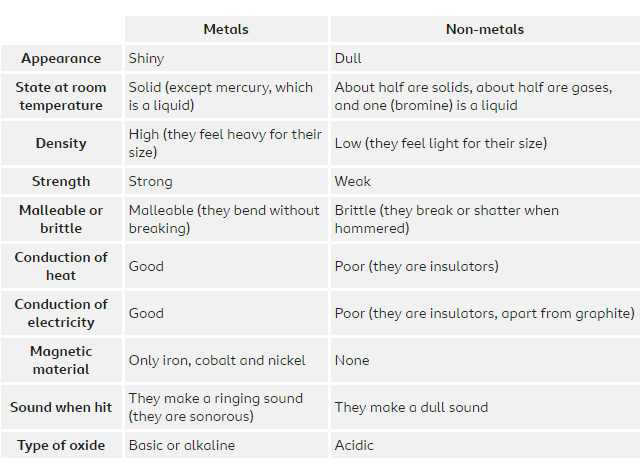 Metals Non-metals
Appearance Shiny Dull
State at room temperature Solid (except mercury, which is a liquid) About half are solids, about half are gases, and one (bromine) is a liquid
Density High (they feel heavy for their size) Low (they feel light for their size)
Strength Strong Weak
Malleable or brittle Malleable (they bend without breaking) Brittle (they break or shatter when hammered)
Conduction of heat Good Poor (they are insulators)
Conduction of electricity Good Poor (they are insulators, apart from graphite)
Magnetic material Only iron, cobalt and nickel None
Sound when hit They make a ringing sound (they are sonorous) They make a dull sound
Type of oxide Basic or alkaline Acidic